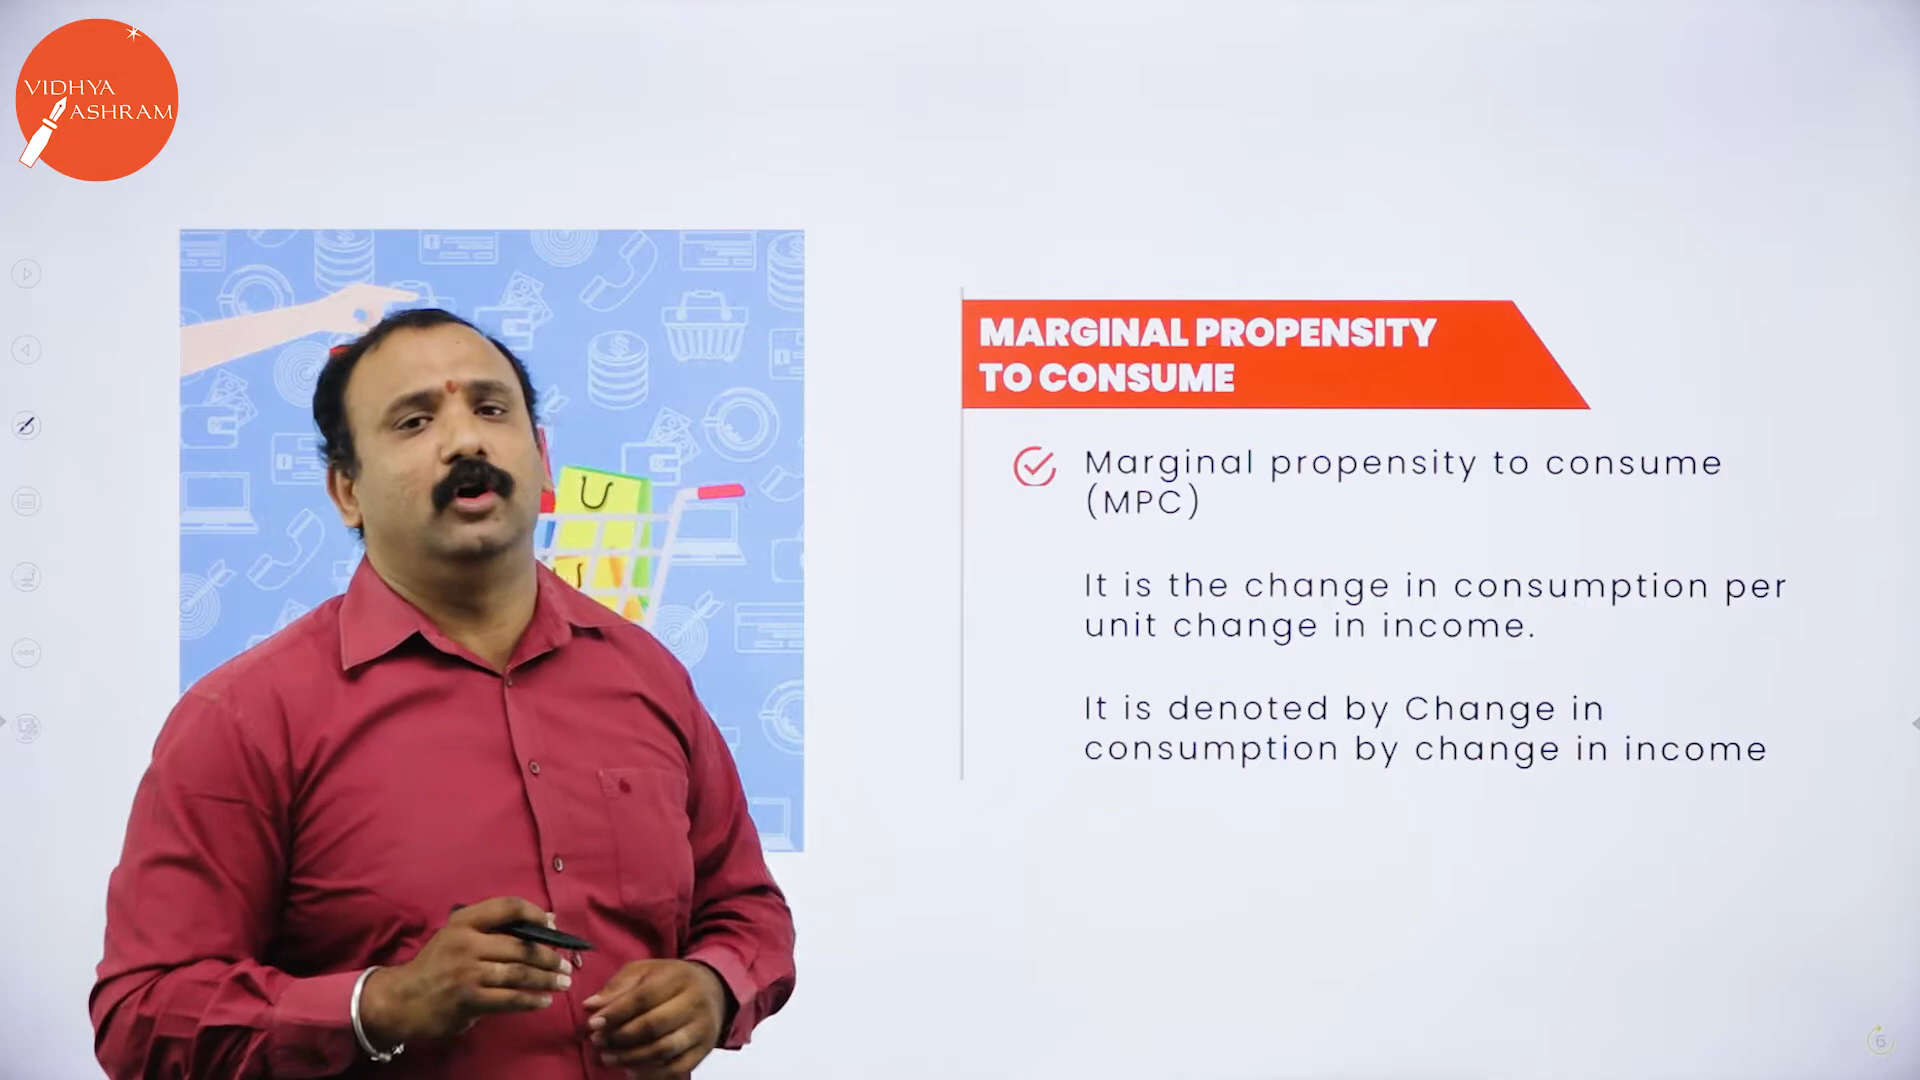 VIDHYA
ASHRAM
MARGINAL PROPENSITY
TO CONSUME
Marginal propensity to consume
(MPC)
It is the change in consumption per
unit change in income.
It is denoted by Change in
consumption by change in income
6